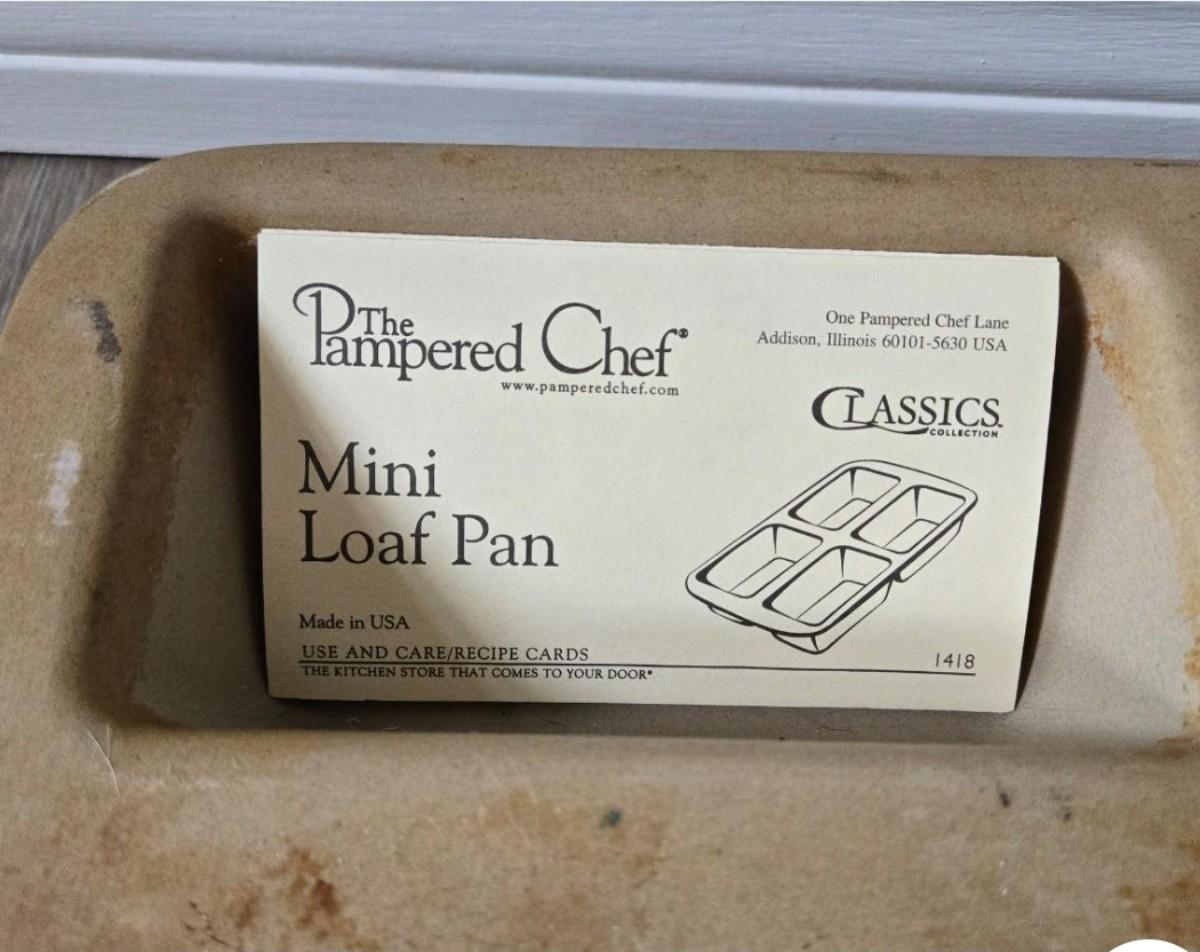 The
Pampered Chef®
www.pamperedchef.com
One Pampered Chef Lane
Addison, Illinois 60101-5630 USA
CLASSICS
COLLECTION
Mini
Loaf Pan
Made in USA
USE AND CARE/RECIPE CARDS
THE KITCHEN STORE THAT COMES TO YOUR DOOR®
1418